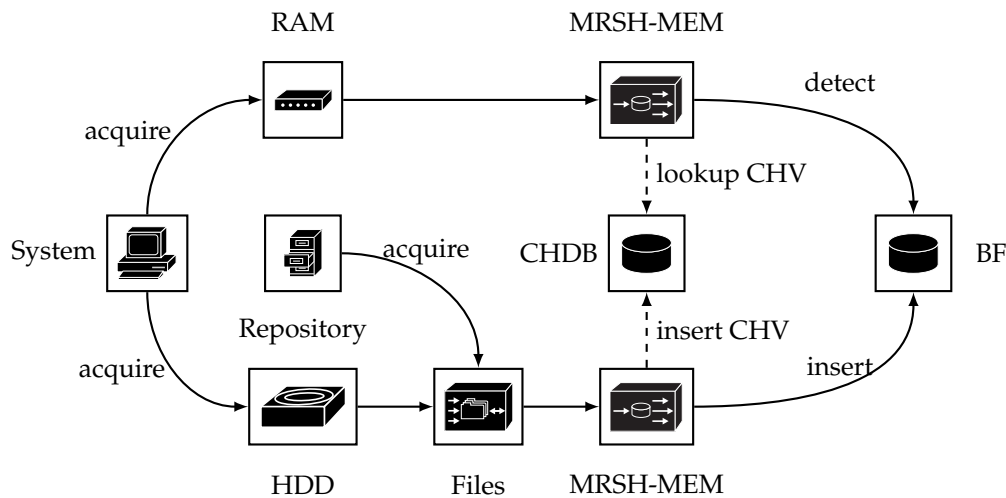 RAM
MRSH-MEM
detect
acquire
lookup CHV
System
acquire
CHDB
BF
Repository
insert CHV
acquire
insert
HDD
Files
MRSH-MEM